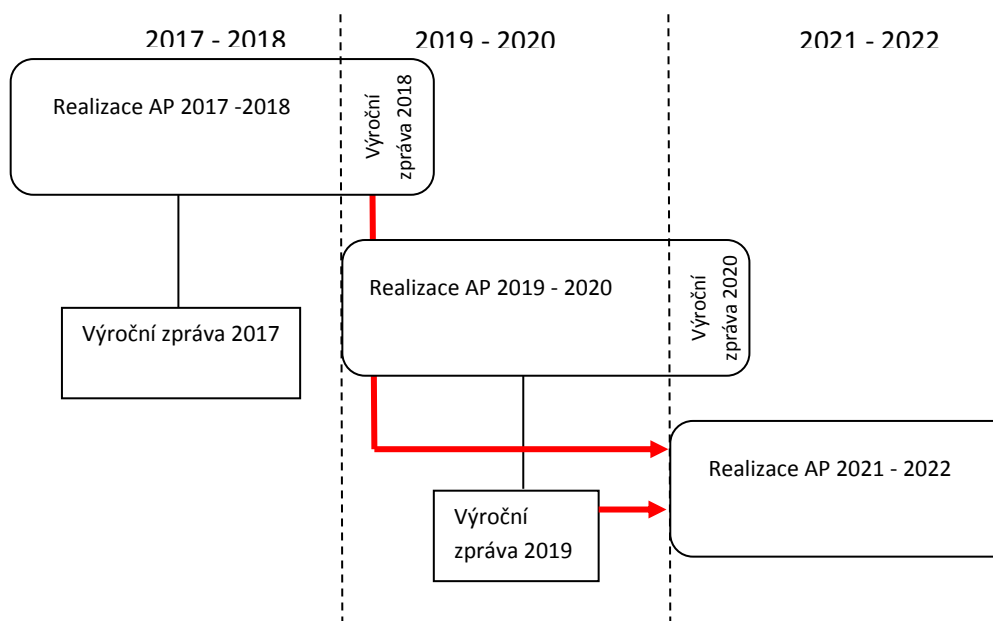 2017 - 2018
2019 - 2020
2021 - 2022
Realizace AP 2017 -2018
Výroční
zpráva 2018
Realizace AP 2019 - 2020
Výroční
zpráva 2020
Výroční zpráva 2017
Realizace AP 2021 - 2022
Výroční
zpráva 2019